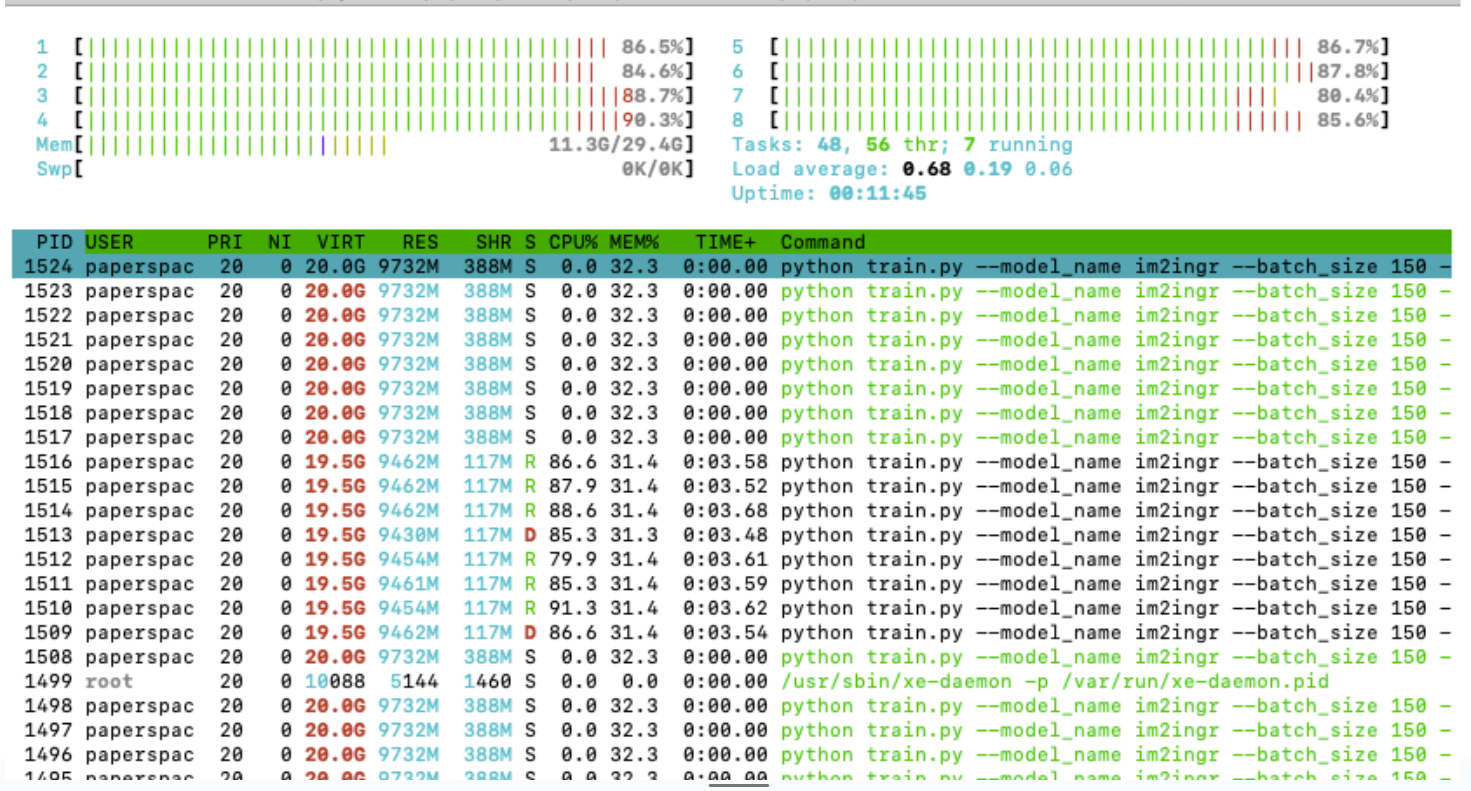 1 [ 86.5%] 5 [ 86.7%]
2 [ 84.6%] 6 [ 87.8%]
3 [ 88.7%] 7 [ 80.4%]
4 [ 90.3%] 8 [ 85.6%]
Mem[ 11.3G/29.4G] Tasks: 48, 56 thr; 7 running
Swp[ 0K/0K] Load average: 0.68 0.19 0.06
Uptime: 00:11:45
PID USER PRI NI VIRT RES SHR S CPU% MEM% TIME+ Command
1524 paperspac 20 0 20.0G 9732M 388M S 0.0 32.3 0:00.00 python train.py --model_name im2ingr --batch_size 150 -
1523 paperspac 20 0 20.0G 9732M 388M S 0.0 32.3 0:00.00 python train.py --model_name im2ingr --batch_size 150 -
1522 paperspac 20 0 20.0G 9732M 388M S 0.0 32.3 0:00.00 python train.py --model_name im2ingr --batch_size 150 -
1521 paperspac 20 0 20.0G 9732M 388M S 0.0 32.3 0:00.00 python train.py --model_name im2ingr --batch_size 150 -
1520 paperspac 20 0 20.0G 9732M 388M S 0.0 32.3 0:00.00 python train.py --model_name im2ingr --batch_size 150 -
1519 paperspac 20 0 20.0G 9732M 388M S 0.0 32.3 0:00.00 python train.py --model_name im2ingr --batch_size 150 -
1518 paperspac 20 0 20.0G 9732M 388M S 0.0 32.3 0:00.00 python train.py --model_name im2ingr --batch_size 150 -
1517 paperspac 20 0 20.0G 9732M 388M S 0.0 32.3 0:00.00 python train.py --model_name im2ingr --batch_size 150 -
1516 paperspac 20 0 19.5G 9462M 117M R 86.6 31.4 0:03.58 python train.py --model_name im2ingr --batch_size 150 -
1515 paperspac 20 0 19.5G 9462M 117M R 87.9 31.4 0:03.52 python train.py --model_name im2ingr --batch_size 150 -
1514 paperspac 20 0 19.5G 9462M 117M R 88.6 31.4 0:03.68 python train.py --model_name im2ingr --batch_size 150 -
1513 paperspac 20 0 19.5G 9430M 117M D 85.3 31.3 0:03.48 python train.py --model_name im2ingr --batch_size 150 -
1512 paperspac 20 0 19.5G 9454M 117M R 79.9 31.4 0:03.61 python train.py --model_name im2ingr --batch_size 150 -
1511 paperspac 20 0 19.5G 9461M 117M R 85.3 31.4 0:03.59 python train.py --model_name im2ingr --batch_size 150 -
1510 paperspac 20 0 19.5G 9454M 117M R 91.3 31.4 0:03.62 python train.py --model_name im2ingr --batch_size 150 -
1509 paperspac 20 0 19.5G 9462M 117M D 86.6 31.4 0:03.54 python train.py --model_name im2ingr --batch_size 150 -
1508 paperspac 20 0 20.0G 9732M 388M S 0.0 32.3 0:00.00 python train.py --model_name im2ingr --batch_size 150 -
1499 root 20 0 10088 5144 1460 S 0.0 0.0 0:00.00 /usr/sbin/xe-daemon -p /var/run/xe-daemon.pid
1498 paperspac 20 0 20.0G 9732M 388M S 0.0 32.3 0:00.00 python train.py --model_name im2ingr --batch_size 150 -
1497 paperspac 20 0 20.0G 9732M 388M S 0.0 32.3 0:00.00 python train.py --model_name im2ingr --batch_size 150 -
1496 paperspac 20 0 20.0G 9732M 388M S 0.0 32.3 0:00.00 python train.py --model_name im2ingr --batch_size 150 -
1495 paperspac 20 0 20.0G 9732M 388M S 0.0 32.3 0:00.00 python train.py --model_name im2ingr --batch_size 150 -